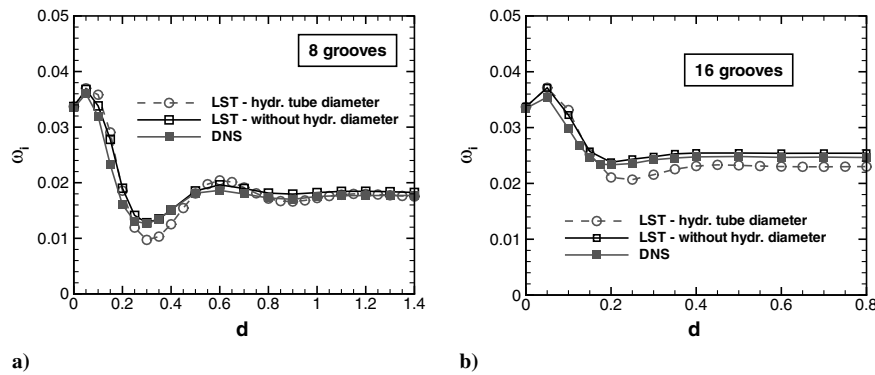 0.05
0.04
0.03
0.02
0.01
0
ωi
8 grooves
LST - hydr. tube diameter
LST - without hydr. diameter
DNS
0 0.2 0.4 0.6 0.8 1 1.2 1.4
d
a)
0.05
0.04
0.03
0.02
0.01
0
ωi
16 grooves
LST - hydr. tube diameter
LST - without hydr. diameter
DNS
0 0.2 0.4 0.6 0.8
d
b)